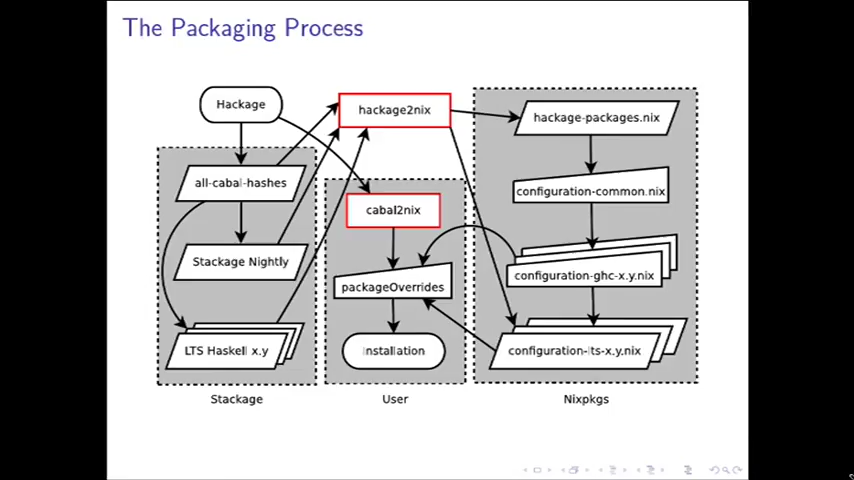 The Packaging Process
Hackage
hackage2nix
hackage-packages.nix
all-cabal-hashes
configuration-common.nix
cabal2nix
Stackage Nightly
configuration-ghc-x.y.nix
packageOverrides
LTS Haskell x.y
Installation
configuration-lts-x.y.nix
Stackage
User
Nixpkgs